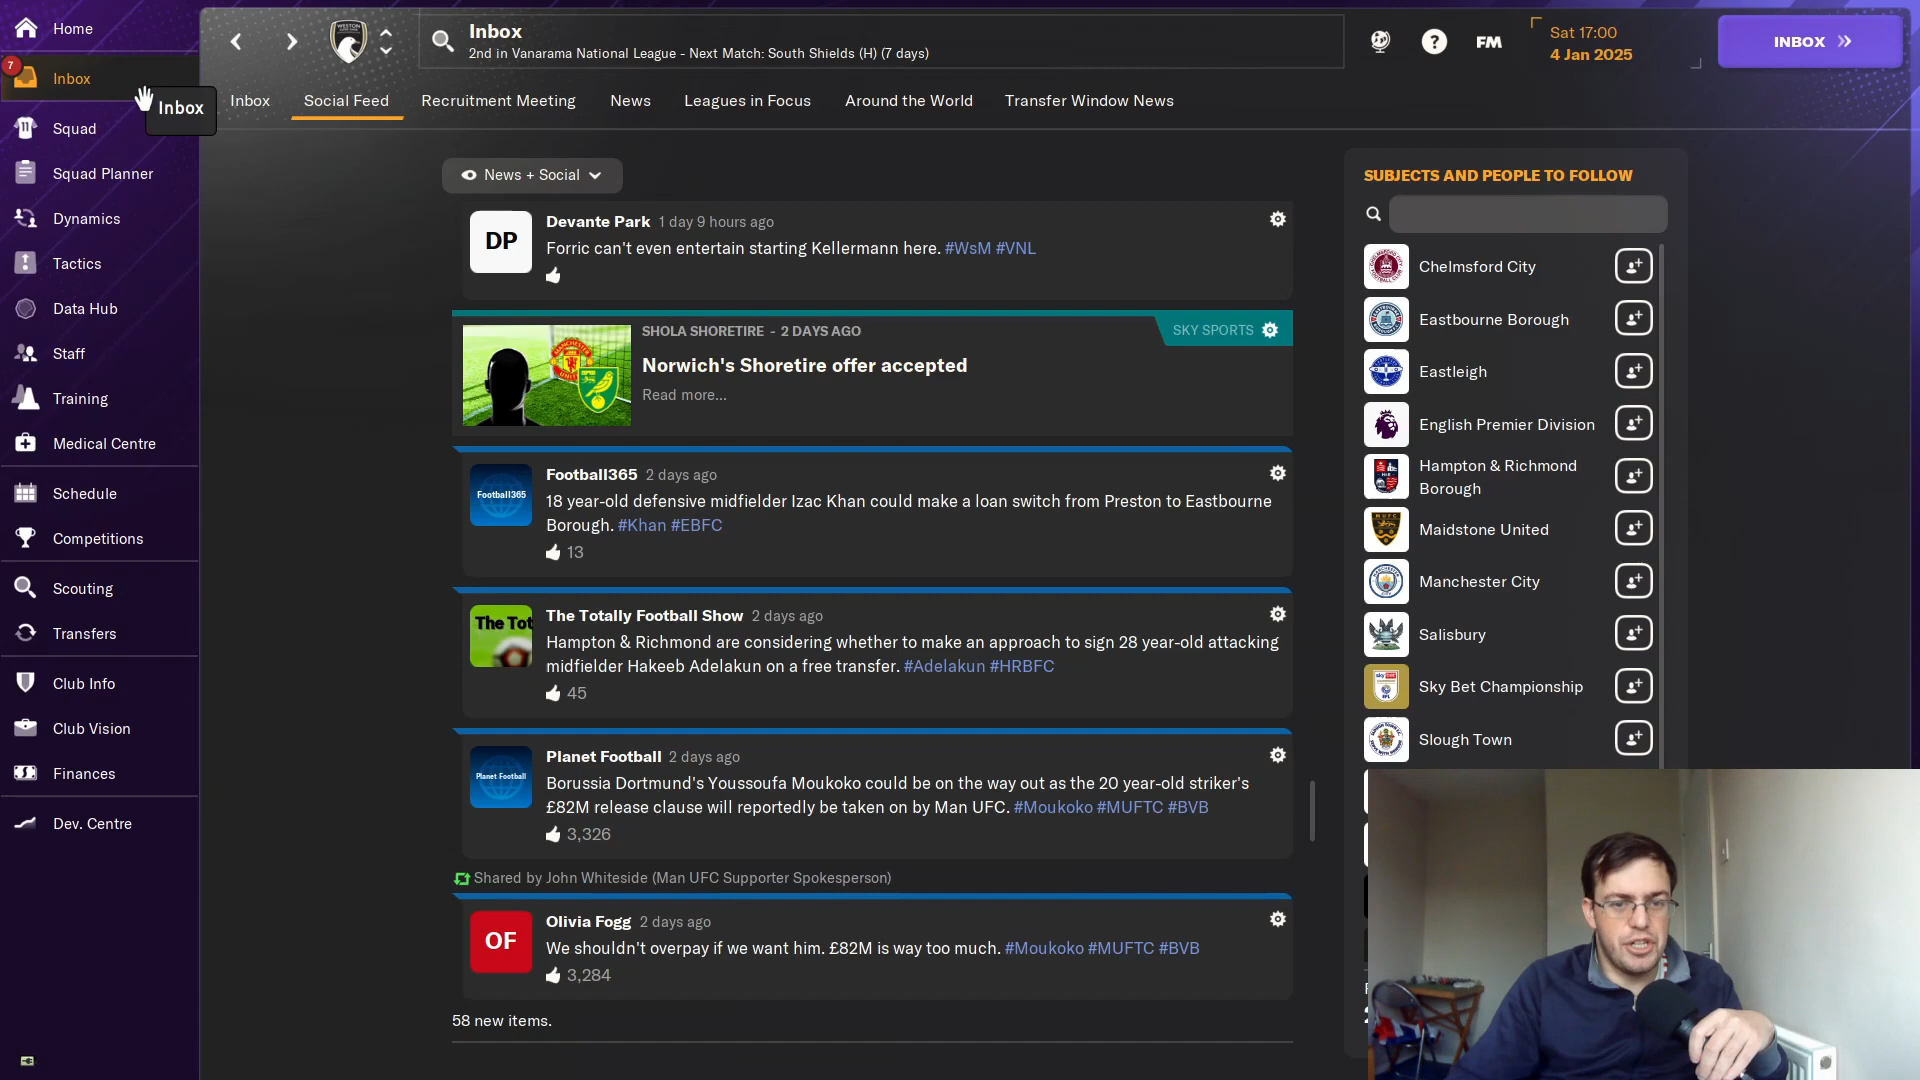 Home
7
Inbox
Inbox
Squad
Squad Planner
Dynamics
Tactics
Data Hub
Staff
Training
Medical Centre
Schedule
Competitions
Scouting
Transfers
Club Info
Club Vision
Finances
Dev. Centre
Inbox
2nd in Vanarama National League - Next Match: South Shields (H) (7 days)
?
FM
Sat 17:00
4 Jan 2025
INBOX
Inbox
Social Feed
Recruitment Meeting
News
Leagues in Focus
Around the World
Transfer Window News
News + Social
DP
Devante Park 1 day 9 hours ago
Forric can't even entertain starting Kellermann here. #WsM #VNL
SHOLA SHORETIRE - 2 DAYS AGO
SKY SPORTS
Norwich's Shoretire offer accepted
Read more...
Football365
Football365 2 days ago
18 year-old defensive midfielder Izac Khan could make a loan switch from Preston to Eastbourne
Borough. #Khan #EBFC
13
The Tot
The Totally Football Show 2 days ago
Hampton & Richmond are considering whether to make an approach to sign 28 year-old attacking
midfielder Hakeeb Adelakun on a free transfer. #Adelakun #HRBFC
45
Planet Football
Planet Football 2 days ago
Borussia Dortmund's Youssoufa Moukoko could be on the way out as the 20 year-old striker's
£82M release clause will reportedly be taken on by Man UFC. #Moukoko #MUFTC #BVB
3,326
Shared by John Whiteside (Man UFC Supporter Spokesperson)
OF
Olivia Fogg 2 days ago
We shouldn't overpay if we want him. £82M is way too much. #Moukoko #MUFTC #BVB
3,284
58 new items.
SUBJECTS AND PEOPLE TO FOLLOW
Chelmsford City
Eastbourne Borough
Eastleigh
English Premier Division
Hampton & Richmond
Borough
Maidstone United
Manchester City
Salisbury
Sky Bet Championship
Slough Town